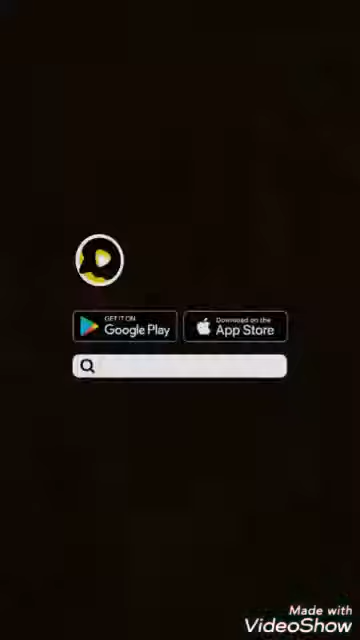 GET IT ON
Google Play
Download on the
App Store
Made with
VideoShow